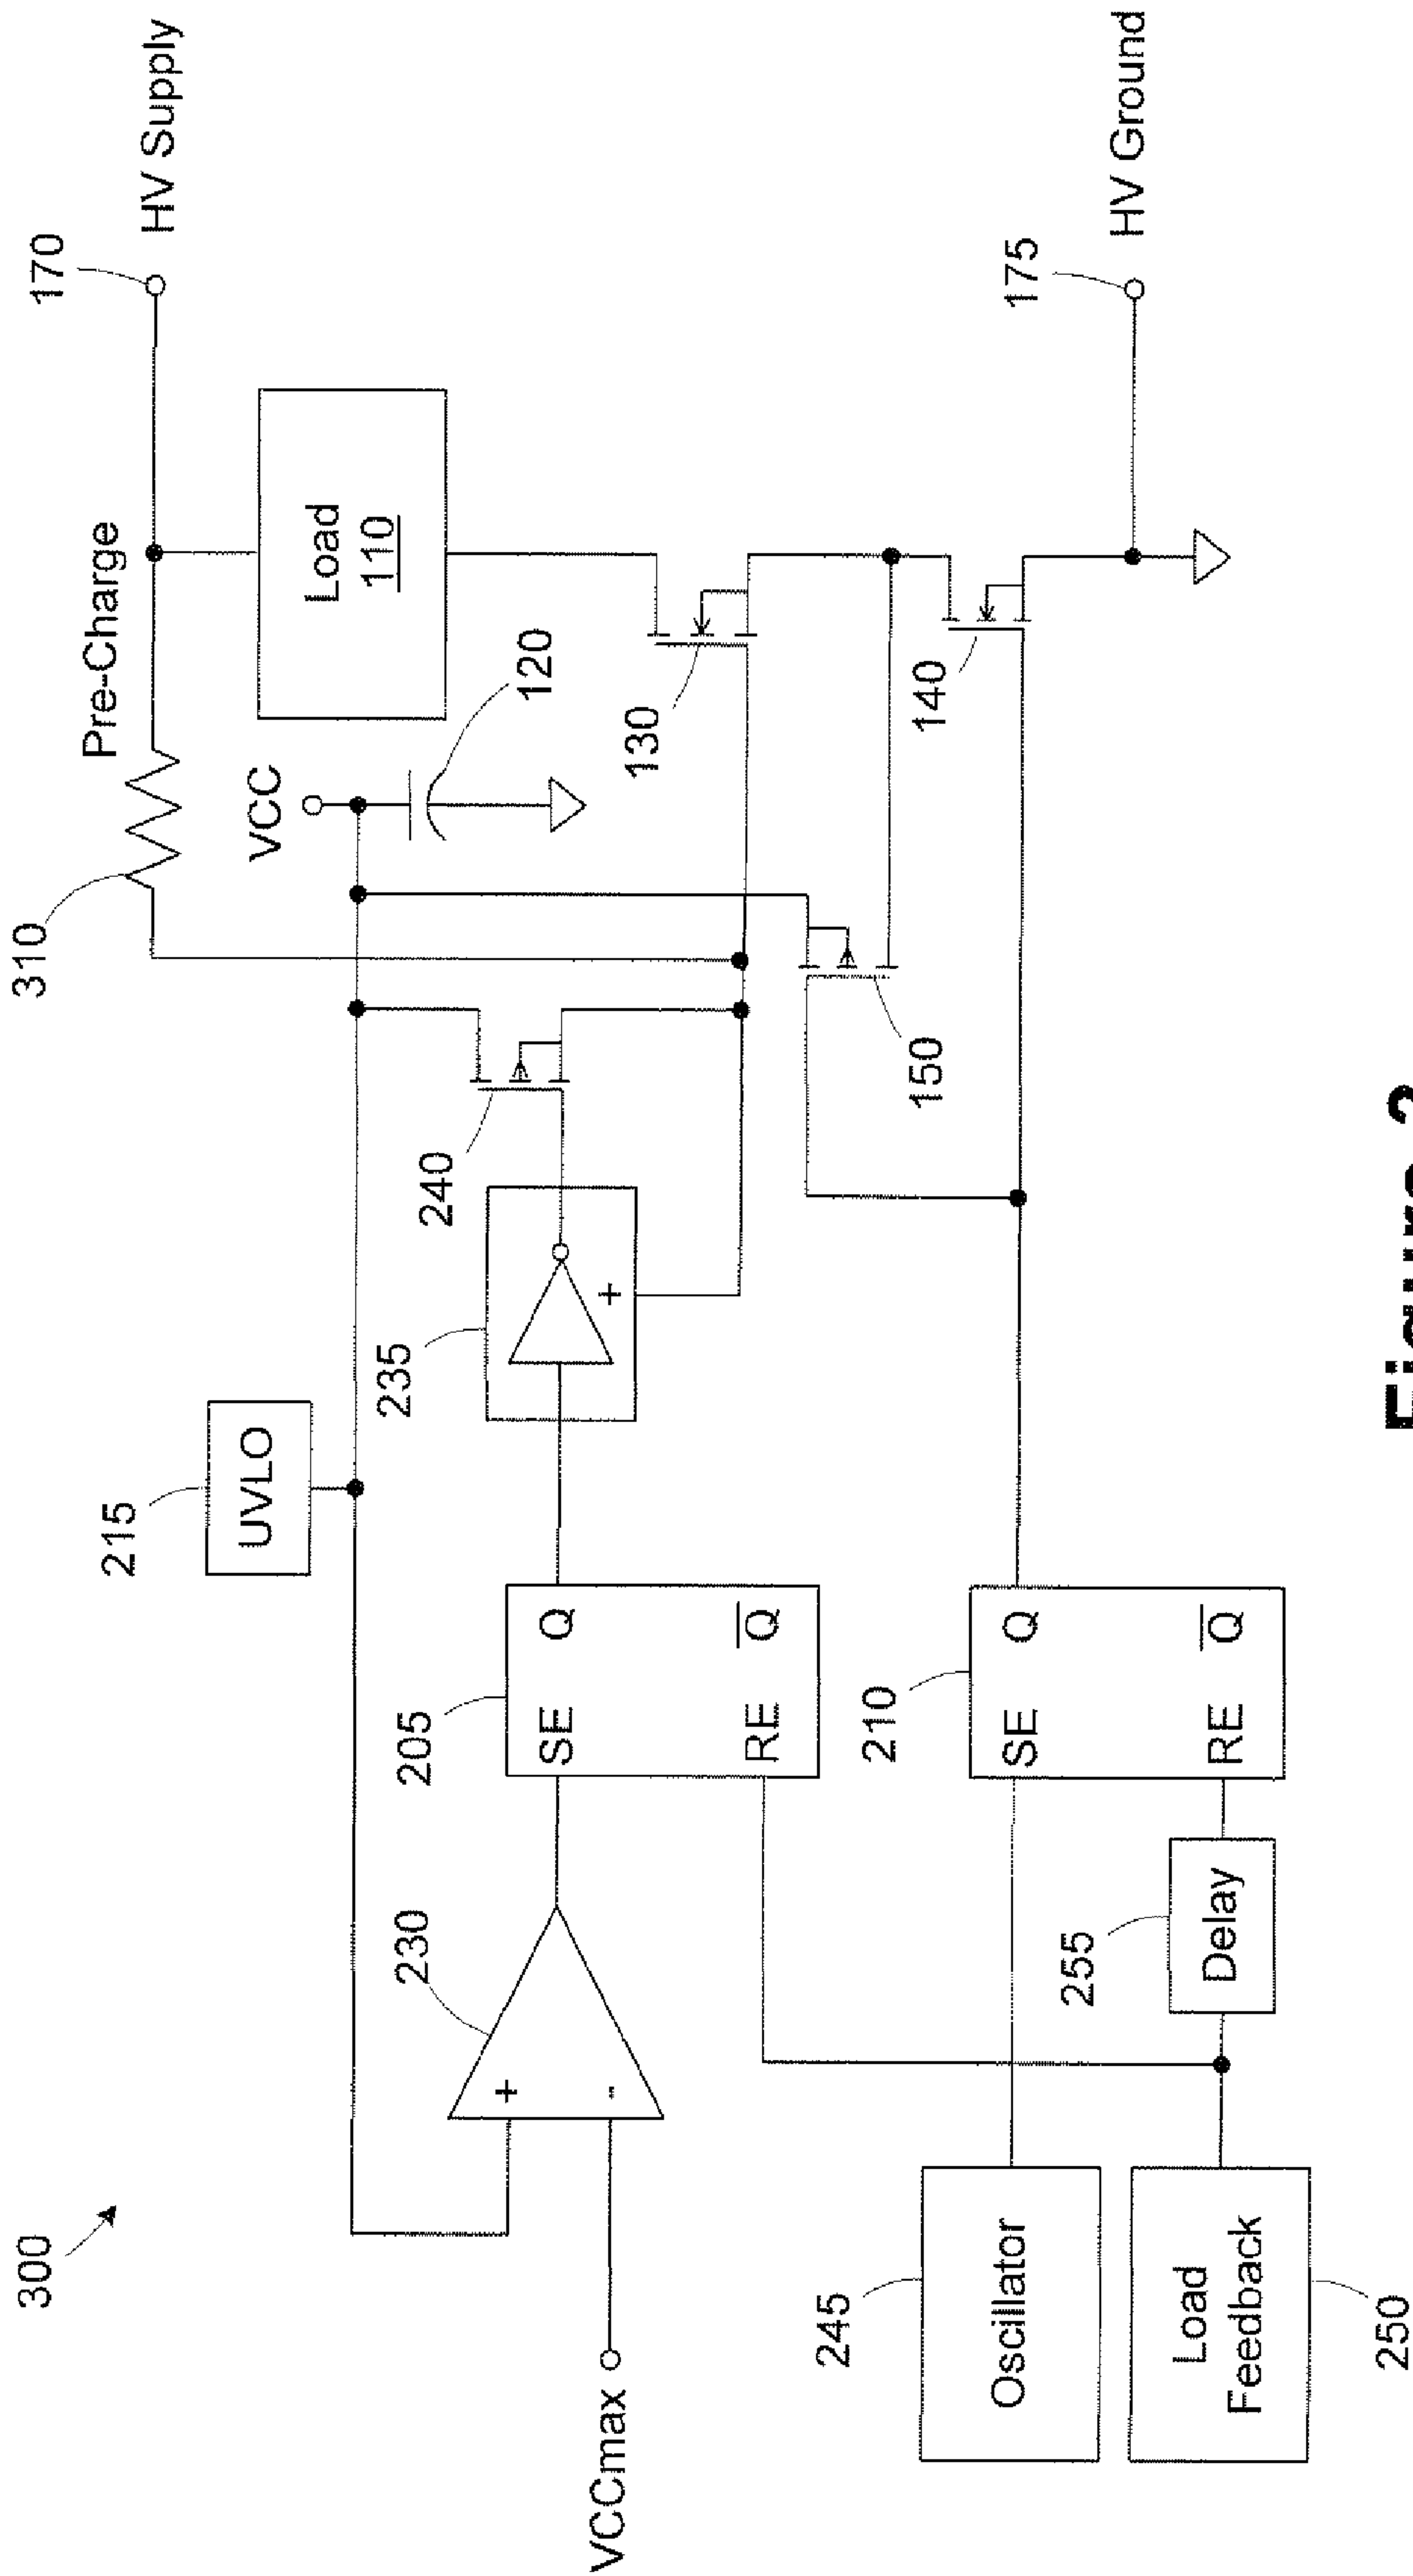 300
310
Pre-Charge
170
HV Supply
215
UVLO
VCC
Load
110
120
205
SE
Q
RE
Q
230
+
-
VCCmax
235
+
240
130
150
140
175
HV Ground
210
SE
Q
RE
Q
245
Oscillator
255
Delay
Load
Feedback
250